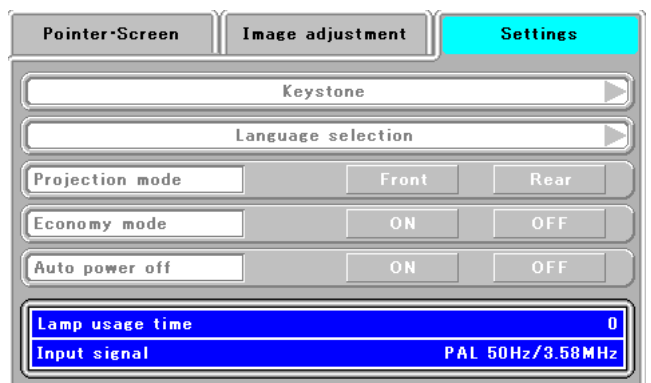 Pointer·Screen Image adjustment Settings
Keystone
Language selection
Projection mode Front Rear
Economy mode ON OFF
Auto power off ON OFF
Lamp usage time 0
Input signal PAL 50Hz/3.58MHz